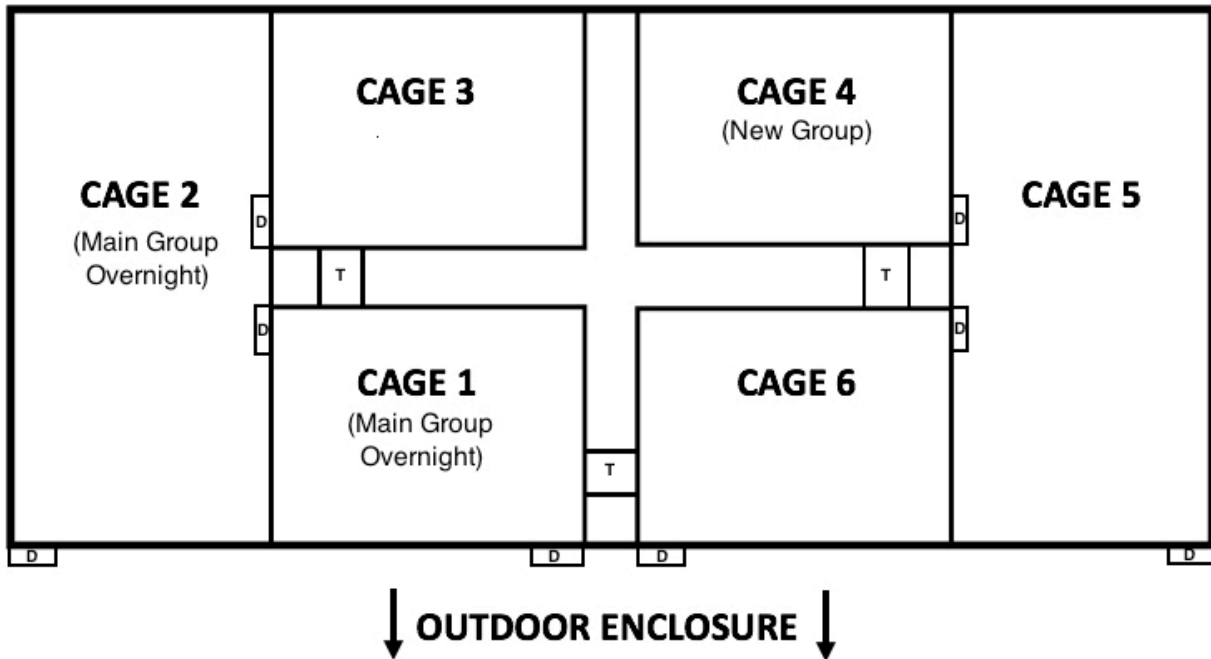 CAGE 3
CAGE 4
(New Group)
CAGE 2
(Main Group
Overnight)
D
D
CAGE 5
T
T
D
D
CAGE 1
(Main Group
Overnight)
CAGE 6
T
D
D
D
D
OUTDOOR ENCLOSURE